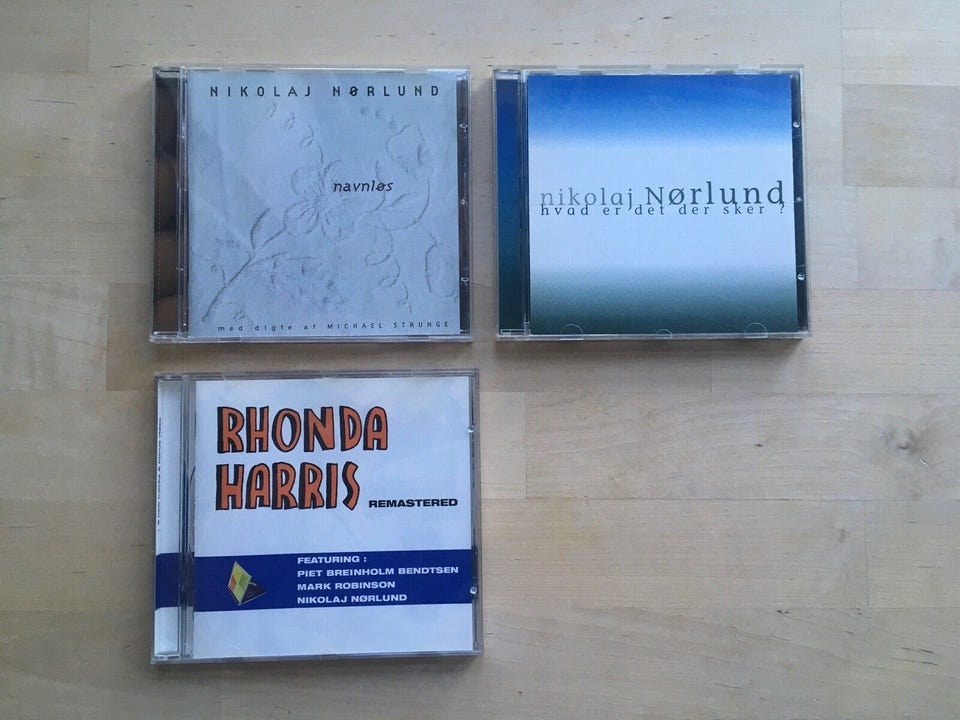 NIKOLAJ NØRLUND
navnløs
med digte af MICHAEL STRUNGE
nikolaj Nørlund
hvad er det der sker ?
RHONDA
HARRIS
REMASTERED
FEATURING :
PIET BREINHOLM BENDTSEN
MARK ROBINSON
NIKOLAJ NØRLUND